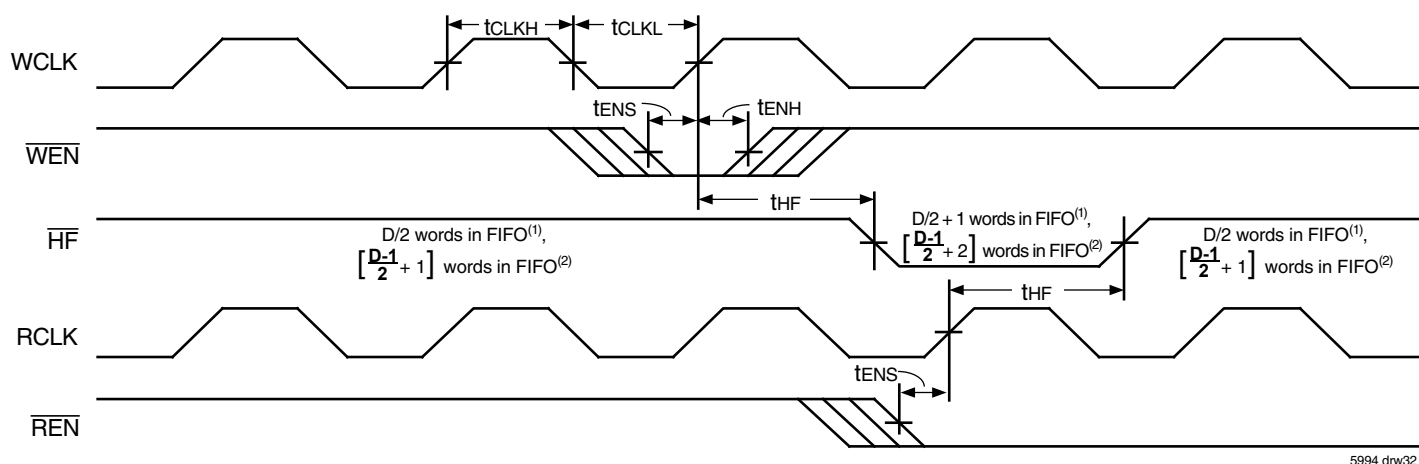 tCLKH
tCLKL
WCLK
tENS
tENH
WEN
tHF
HF
D/2 words in FIFO(1),
[D-1/2 + 1] words in FIFO(2)
D/2 + 1 words in FIFO(1),
[D-1/2 + 2] words in FIFO(2)
D/2 words in FIFO(1),
[D-1/2 + 1] words in FIFO(2)
tHF
RCLK
tENS
REN
5994 drw32